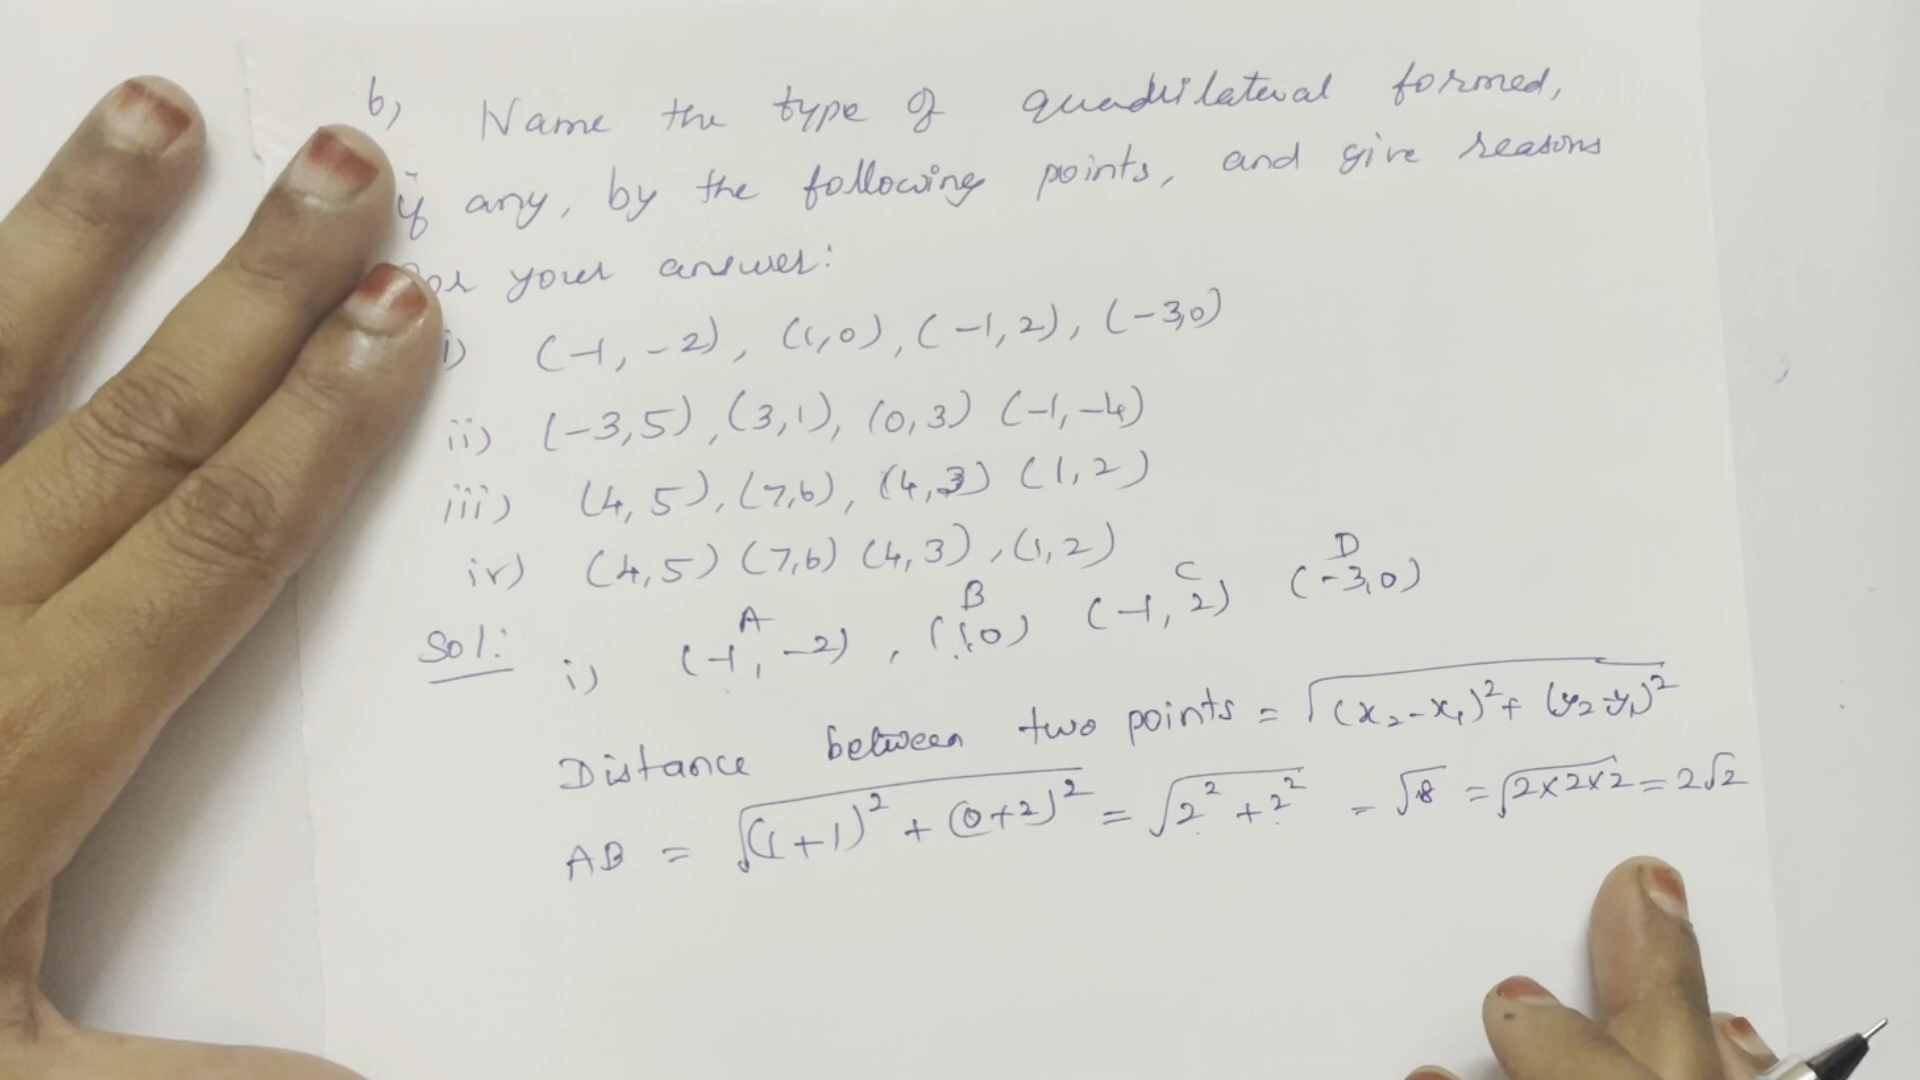 6) Name the type of quadrilateral formed,
if any, by the following points, and give reasons
for your answer:
i) (-1, -2), (1,0), (-1,2), (-3,0)
ii) (-3,5), (3,1), (0,3) (-1,-4)
iii) (4,5), (7,6), (4,3) (1,2)
iv) (4,5) (7,6) (4,3), (1,2)
A B C D
Sol: i) (-1, -2), (1,0) (-1,2) (-3,0)
Distance between two points = √(x₂-x₁)²+(y₂-y₁)²
AB = √(1+1)²+(0+2)² = √2²+2² = √8 = √2×2×2 = 2√2